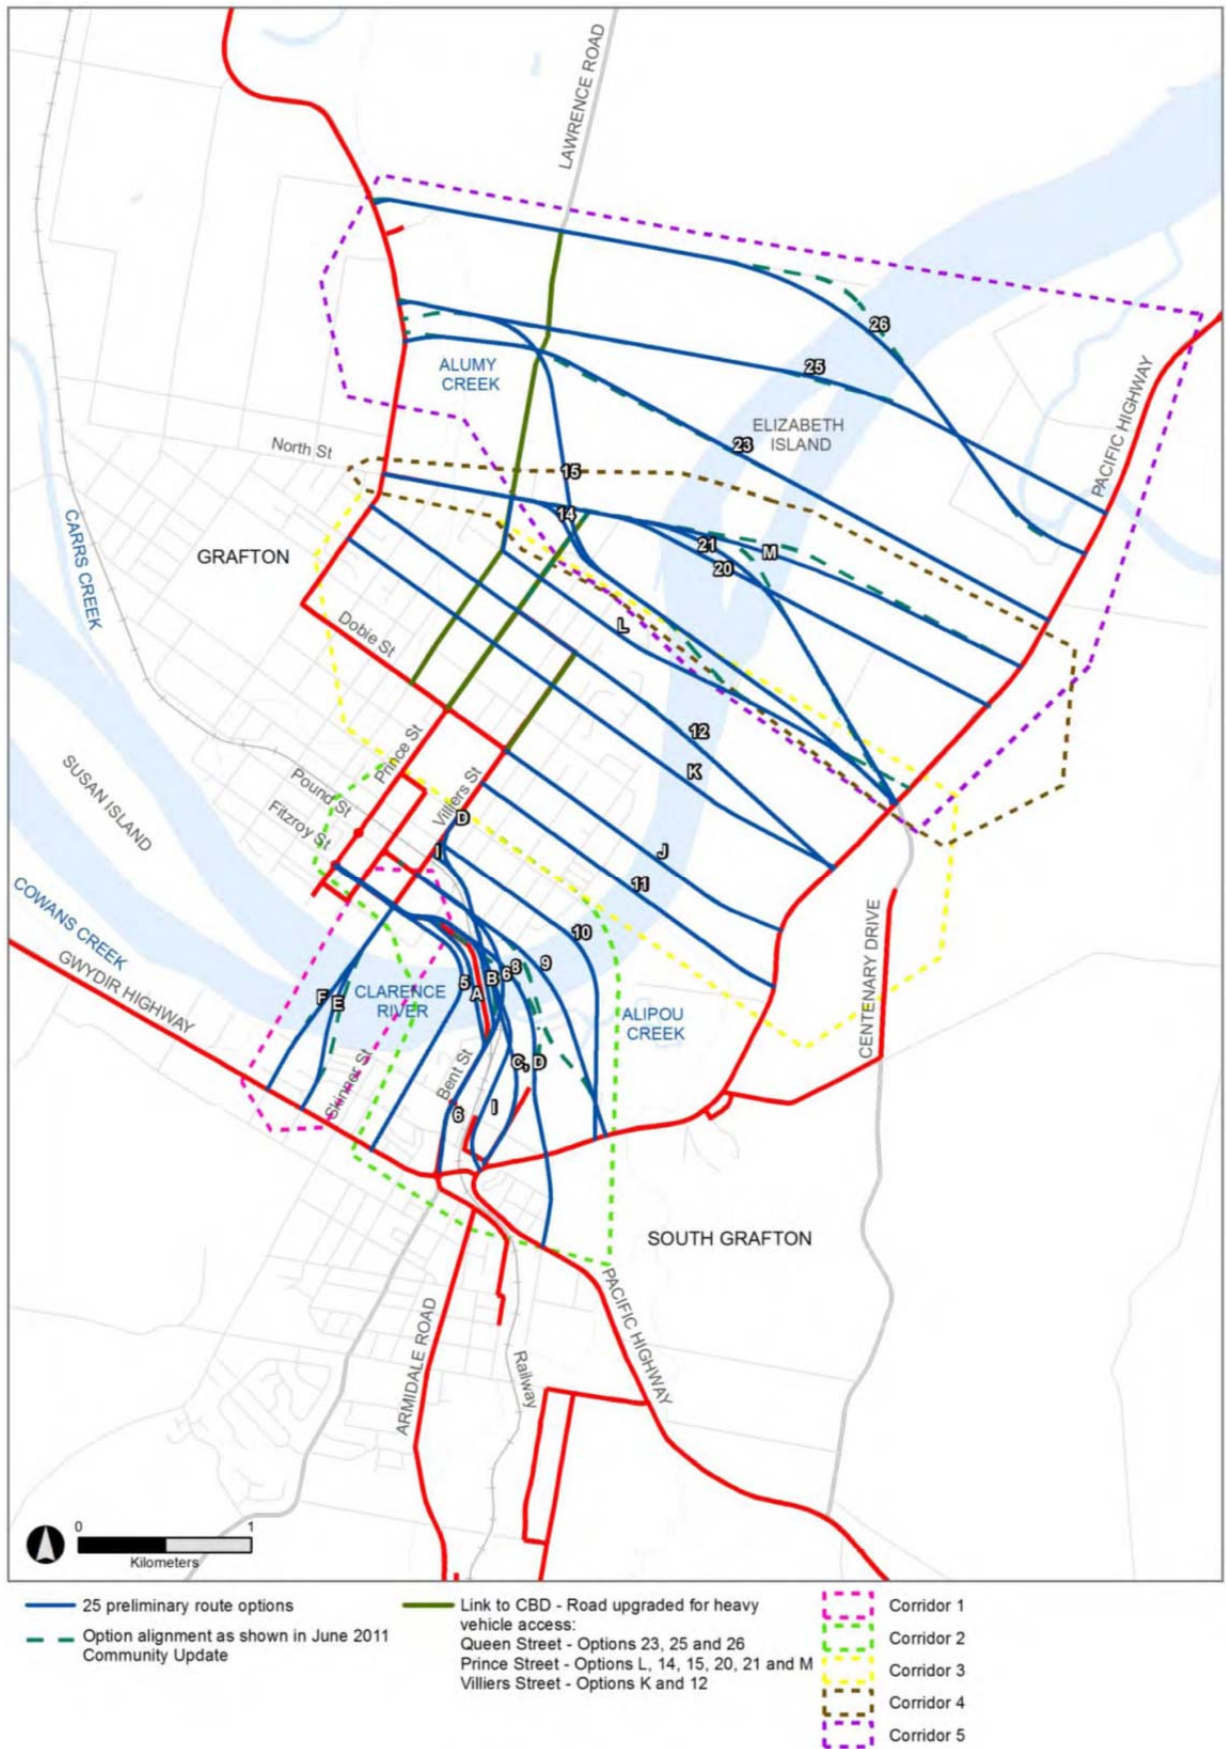 LAWRENCE ROAD
26
ALUMY
CREEK
25
PACIFIC HIGHWAY
ELIZABETH
ISLAND
23
North St
15
14
CARRS CREEK
GRAFTON
21
M
20
Dobie St
L
12
Prince St
K
SUSAN ISLAND
Pound St
Villiers St
Fitzroy St
D
I
J
11
COWANS CREEK
CENTENARY DRIVE
10
GWYDIR HIGHWAY
9
8
6
B
5
A
F
E
CLARENCE
RIVER
ALIPOU
CREEK
Skinner St
Bent St
C, D
I
6
SOUTH GRAFTON
PACIFIC HIGHWAY
ARMIDALE ROAD
Railway
0 1
Kilometers
25 preliminary route options
Option alignment as shown in June 2011
Community Update
Link to CBD - Road upgraded for heavy
vehicle access:
Queen Street - Options 23, 25 and 26
Prince Street - Options L, 14, 15, 20, 21 and M
Villiers Street - Options K and 12
Corridor 1
Corridor 2
Corridor 3
Corridor 4
Corridor 5